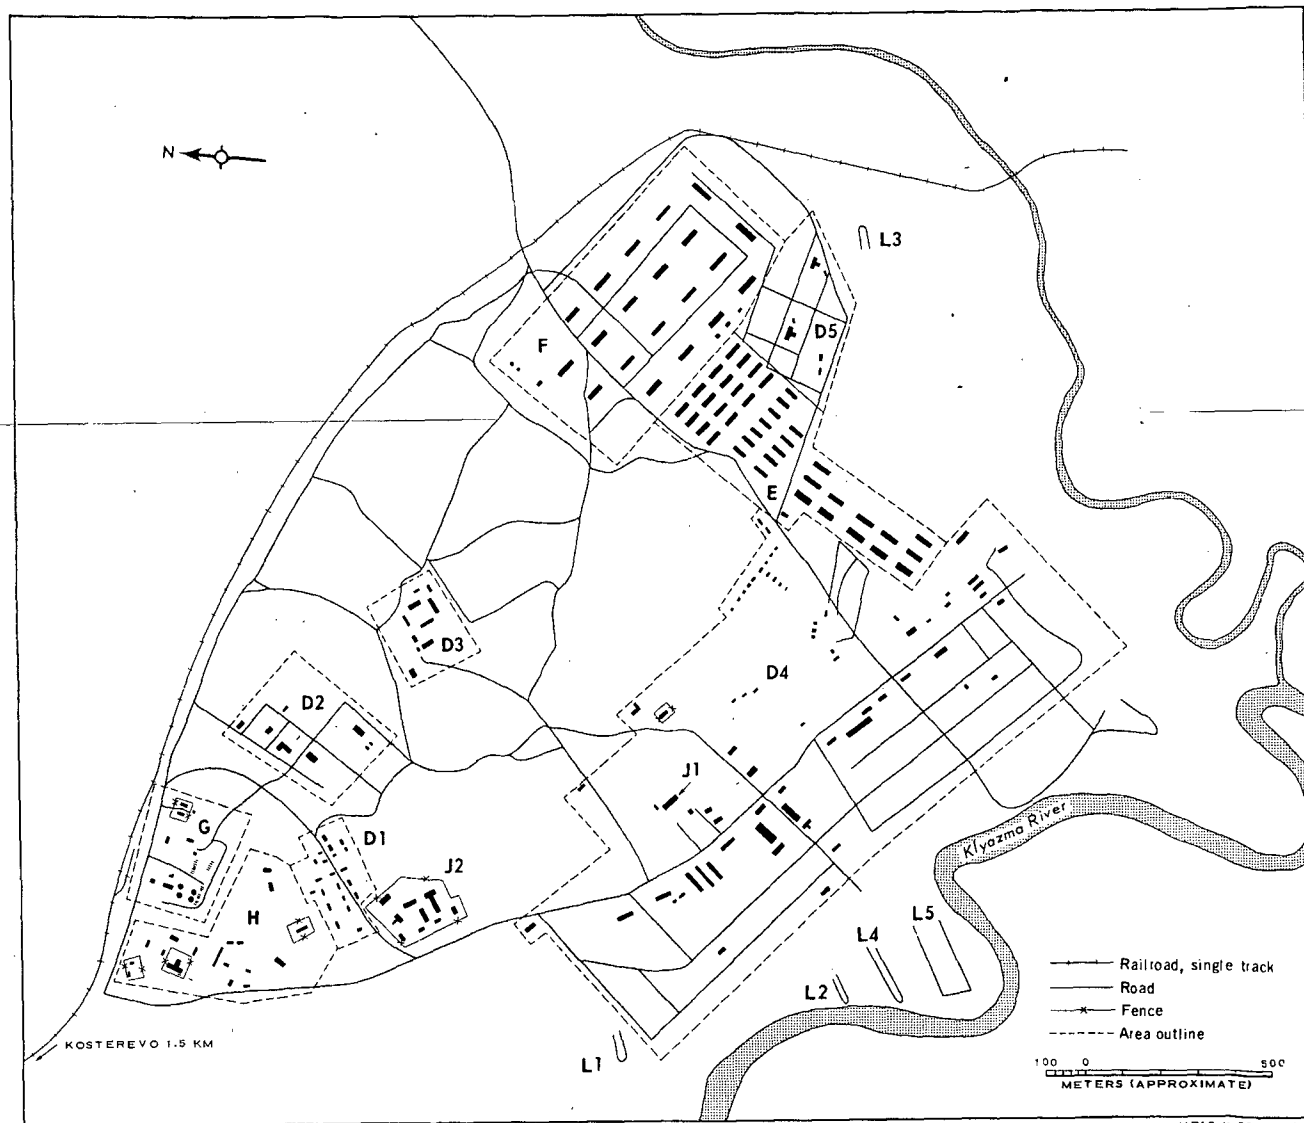 N
L3
D5
F
E
D3
D4
D2
J1
G
D1
J2
H
Klyazma River
L5
L4
L2
L1
KOSTEREVO 1.5 KM
Railroad, single track
Road
Fence
Area outline
100 0 500
METERS (APPROXIMATE)